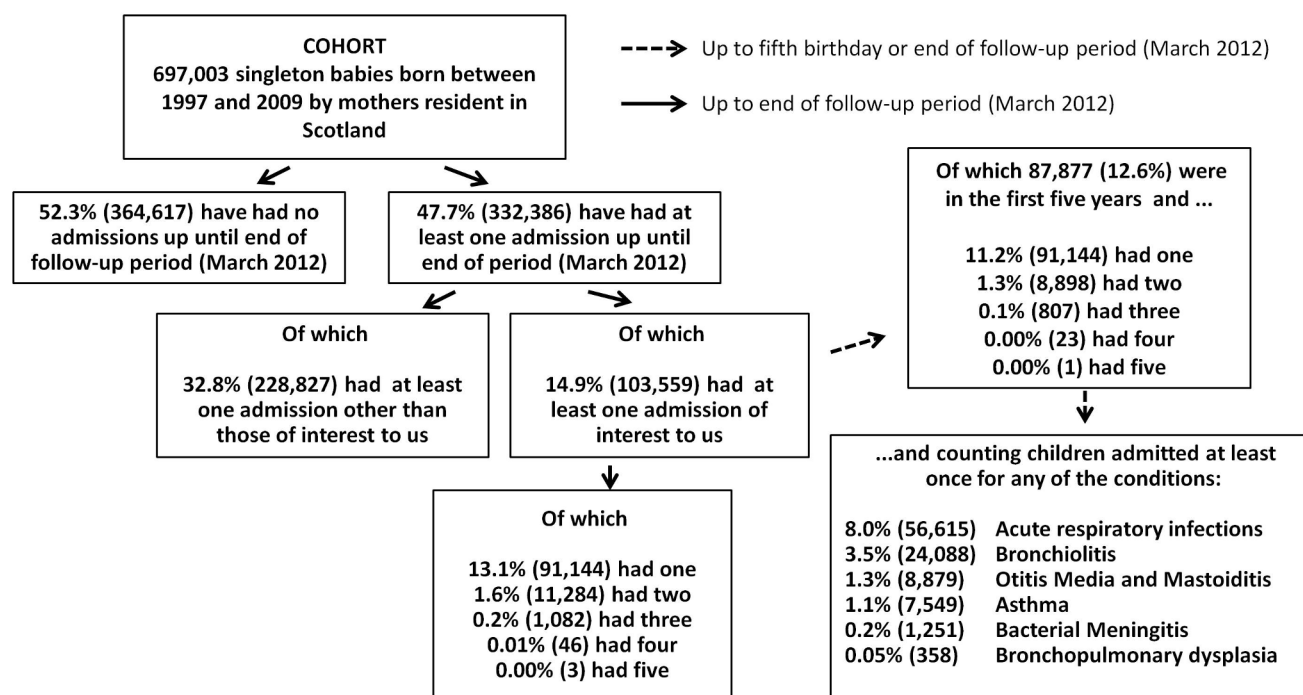 COHORT
697,003 singleton babies born between
1997 and 2009 by mothers resident in
Scotland
Up to fifth birthday or end of follow-up period (March 2012)
Up to end of follow-up period (March 2012)
52.3% (364,617) have had no
admissions up until end of
follow-up period (March 2012)
47.7% (332,386) have had at
least one admission up until
end of period (March 2012)
Of which
32.8% (228,827) had at least
one admission other than
those of interest to us
Of which
14.9% (103,559) had at
least one admission of
interest to us
Of which
13.1% (91,144) had one
1.6% (11,284) had two
0.2% (1,082) had three
0.01% (46) had four
0.00% (3) had five
Of which 87,877 (12.6%) were
in the first five years and ...
11.2% (91,144) had one
1.3% (8,898) had two
0.1% (807) had three
0.00% (23) had four
0.00% (1) had five
...and counting children admitted at least
once for any of the conditions:
8.0% (56,615) Acute respiratory infections
3.5% (24,088) Bronchiolitis
1.3% (8,879) Otitis Media and Mastoiditis
1.1% (7,549) Asthma
0.2% (1,251) Bacterial Meningitis
0.05% (358) Bronchopulmonary dysplasia